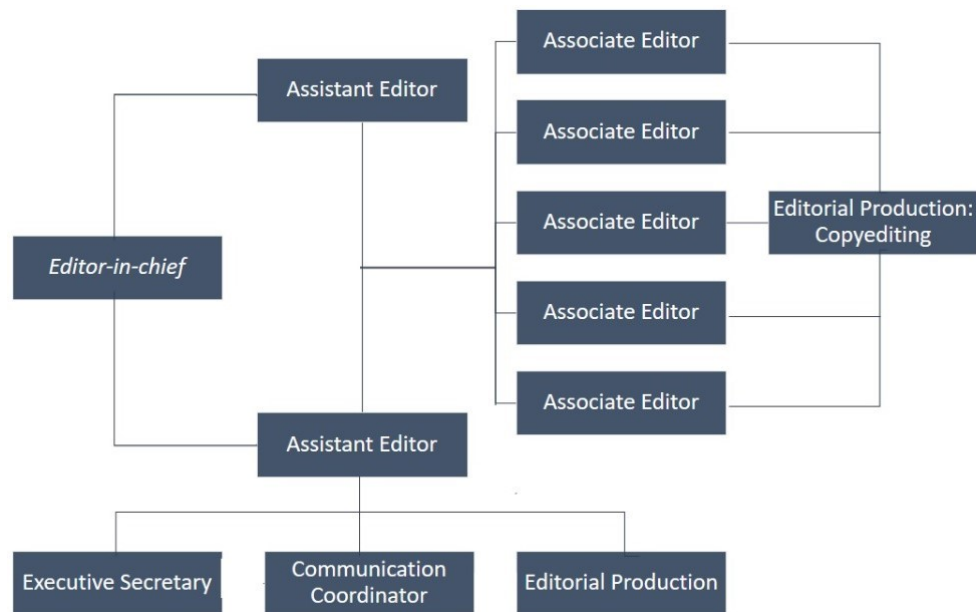 Associate Editor
Assistant Editor
Associate Editor
Associate Editor
Editorial Production:
Copyediting
Editor-in-chief
Associate Editor
Associate Editor
Assistant Editor
Executive Secretary
Communication
Coordinator
Editorial Production